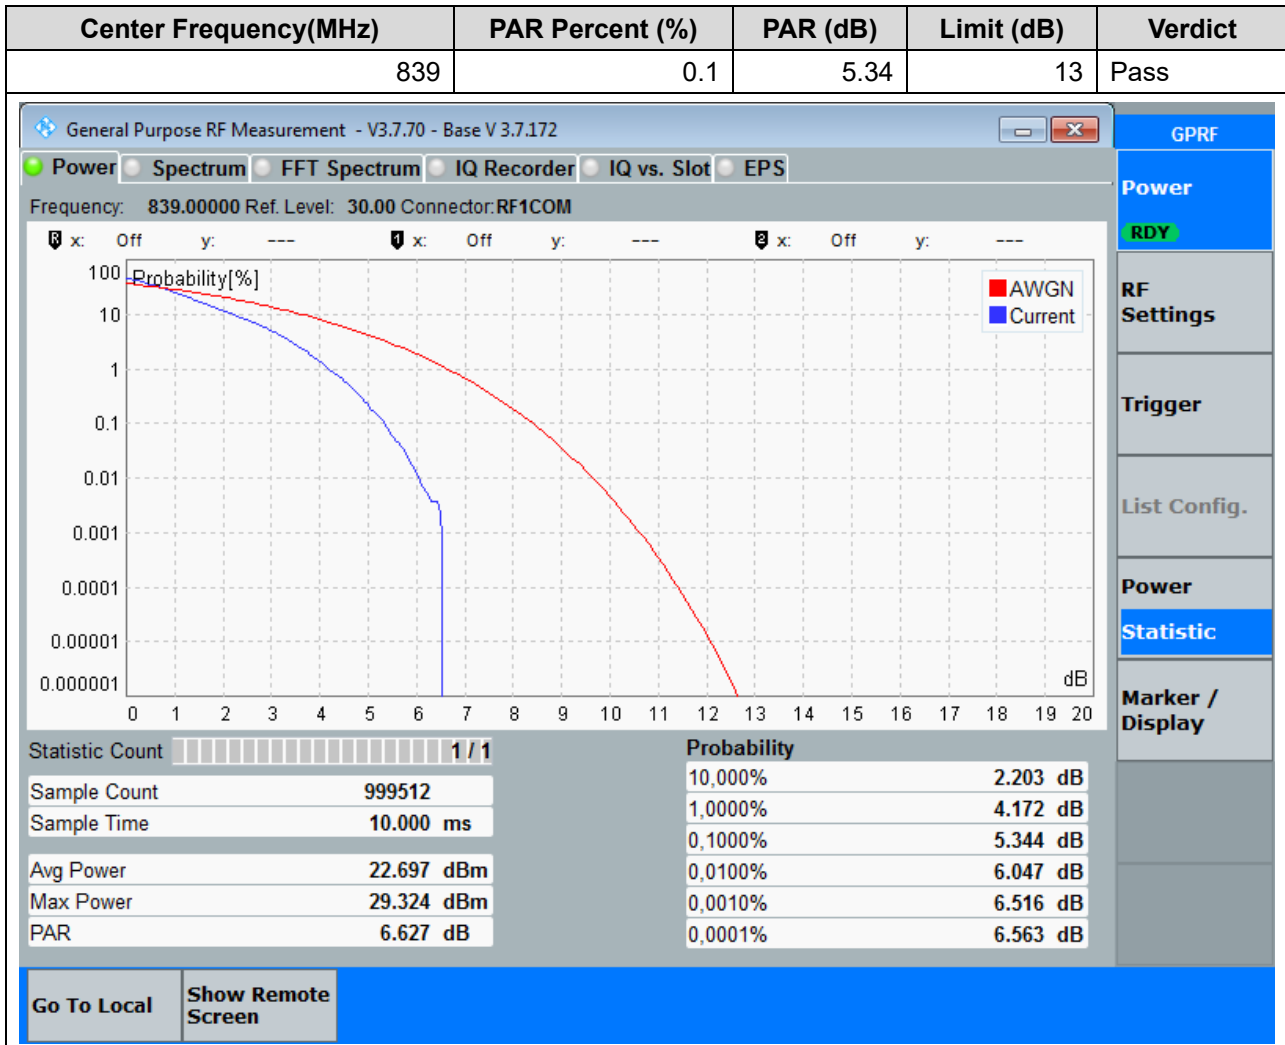 Center Frequency(MHz) PAR Percent (%) PAR (dB) Limit (dB) Verdict
839 0.1 5.34 13 Pass
General Purpose RF Measurement - V3.7.70 - Base V 3.7.172
GPRF
Power Spectrum FFT Spectrum IQ Recorder IQ vs. Slot EPS
Power
RDY
Frequency: 839.00000 Ref. Level: 30.00 Connector:RF1COM
R x: Off y: --- 1 x: Off y: --- 2 x: Off y: ---
Probability[%]
100
10
1
0.1
0.01
0.001
0.0001
0.00001
0.000001
AWGN
Current
dB
0 1 2 3 4 5 6 7 8 9 10 11 12 13 14 15 16 17 18 19 20
RF
Settings
Trigger
List Config.
Power
Statistic
Marker /
Display
Statistic Count 1 / 1
Sample Count 999512
Sample Time 10.000 ms
Avg Power 22.697 dBm
Max Power 29.324 dBm
PAR 6.627 dB
Probability
10,000% 2.203 dB
1,0000% 4.172 dB
0,1000% 5.344 dB
0,0100% 6.047 dB
0,0010% 6.516 dB
0,0001% 6.563 dB
Go To Local
Show Remote
Screen